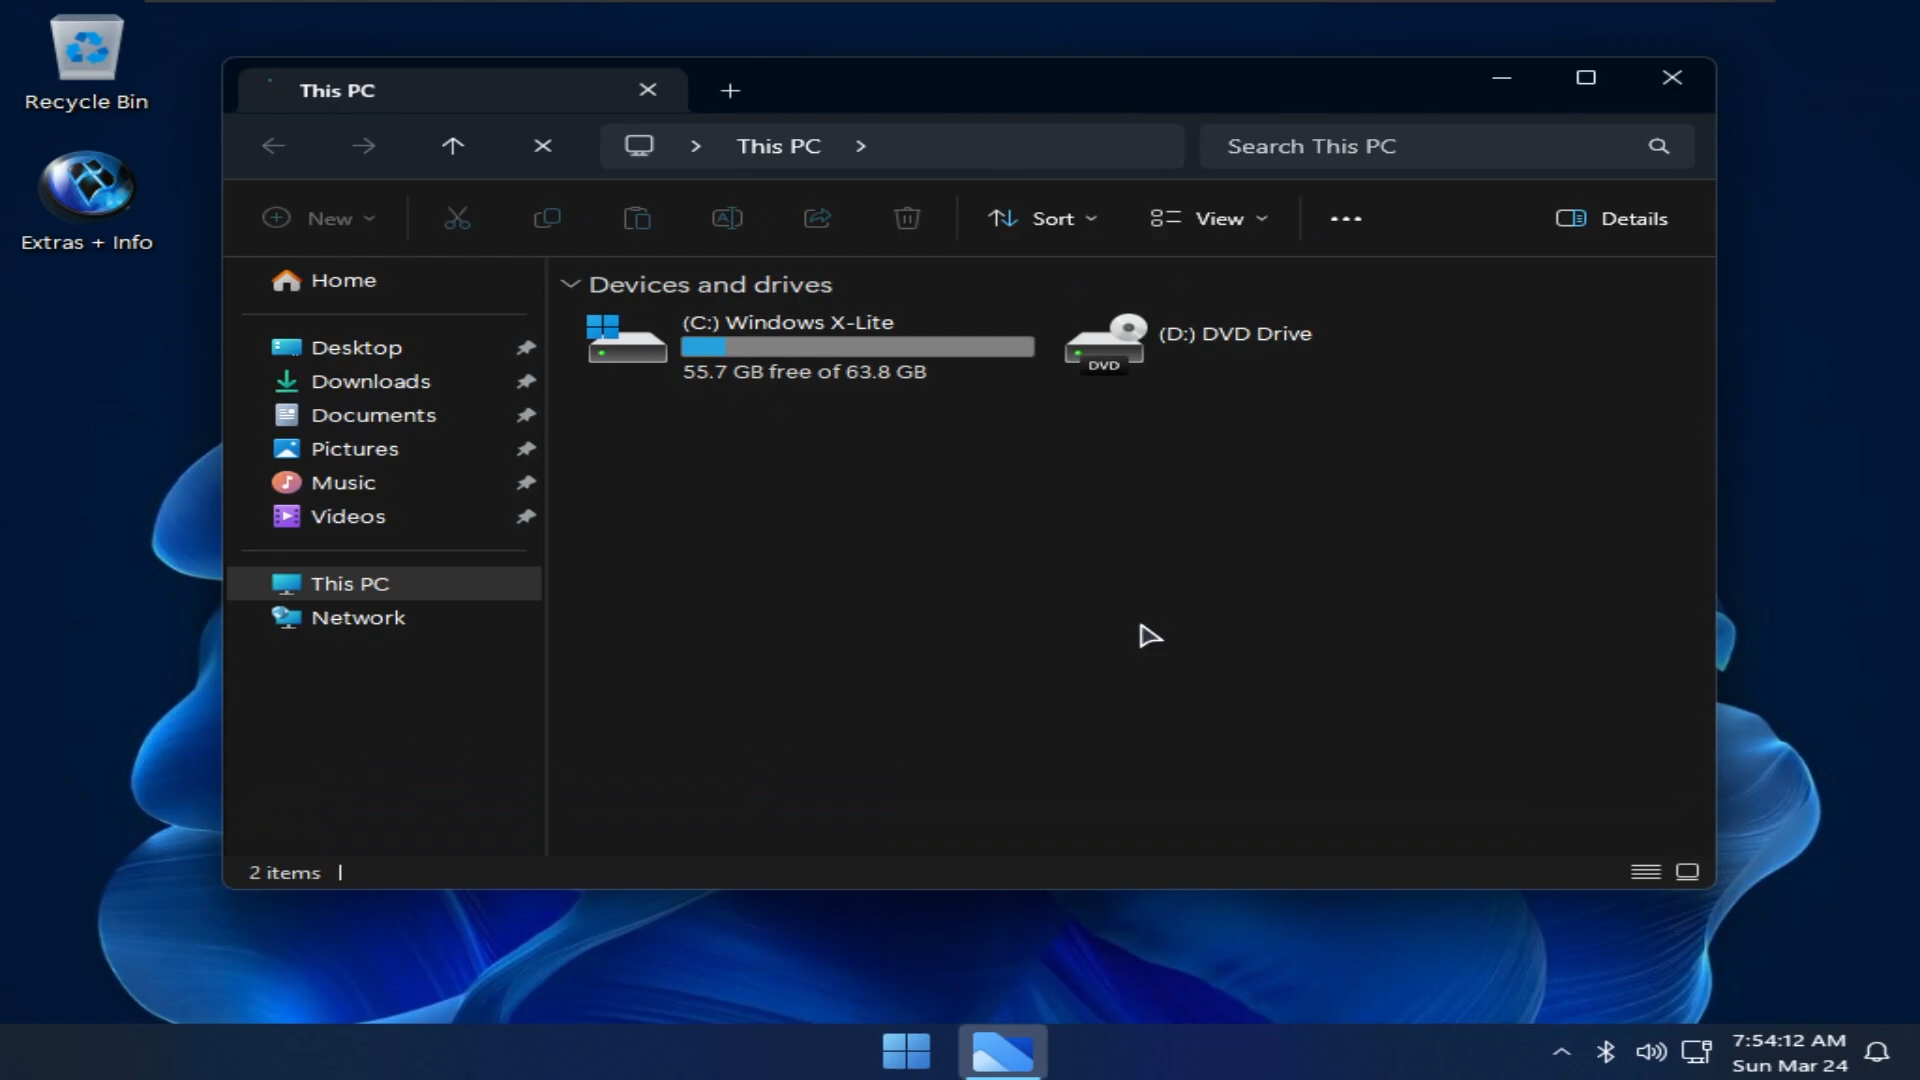 Recycle Bin
Extras + Info
This PC
This PC
Search This PC
New
Sort
View
Details
Home
Desktop
Downloads
Documents
Pictures
Music
Videos
This PC
Network
Devices and drives
(C:) Windows X-Lite
55.7 GB free of 63.8 GB
DVD
(D:) DVD Drive
2 items
7:54:12 AM
Sun Mar 24